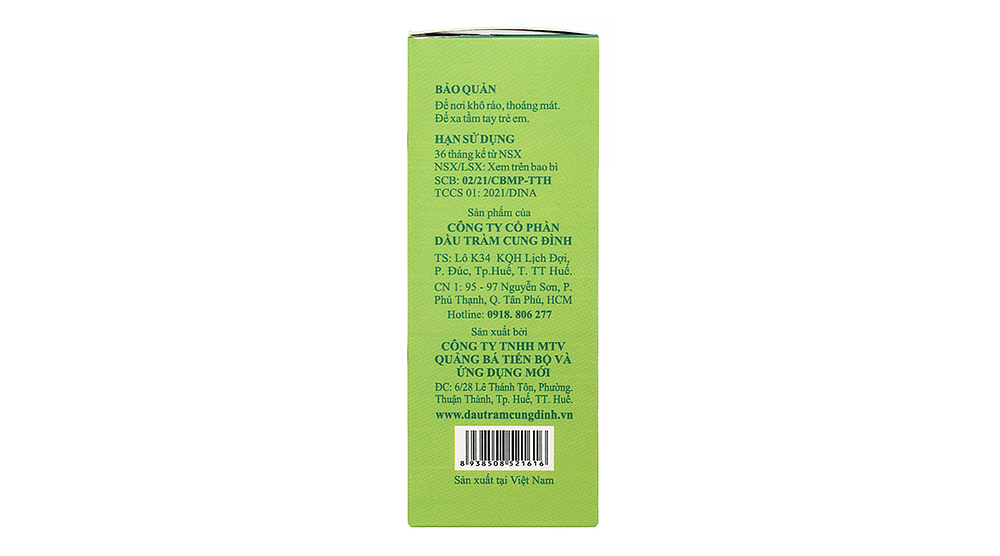 BẢO QUẢN
Để nơi khô ráo, thoáng mát.
Để xa tầm tay trẻ em.
HẠN SỬ DỤNG
36 tháng kể từ NSX
NSX/LSX: Xem trên bao bì
SCB: 02/21/CBMP-TTH
TCCS 01: 2021/DINA
Sản phẩm của
CÔNG TY CỔ PHẦN
DẦU TRÀM CUNG ĐÌNH
TS: Lô K34 KQH Lịch Đợi,
P. Đúc, Tp.Huế, T. TT Huế.
CN 1: 95 - 97 Nguyễn Sơn, P.
Phú Thạnh, Q. Tân Phú, HCM
Hotline: 0918. 806 277
Sản xuất bởi
CÔNG TY TNHH MTV
QUẢNG BÁ TIẾN BỘ VÀ
ỨNG DỤNG MỚI
ĐC: 6/28 Lê Thánh Tôn, Phường.
Thuận Thành, Tp. Huế, TT. Huế.
www.dautramcungdinh.vn
8 938508 521616
Sản xuất tại Việt Nam